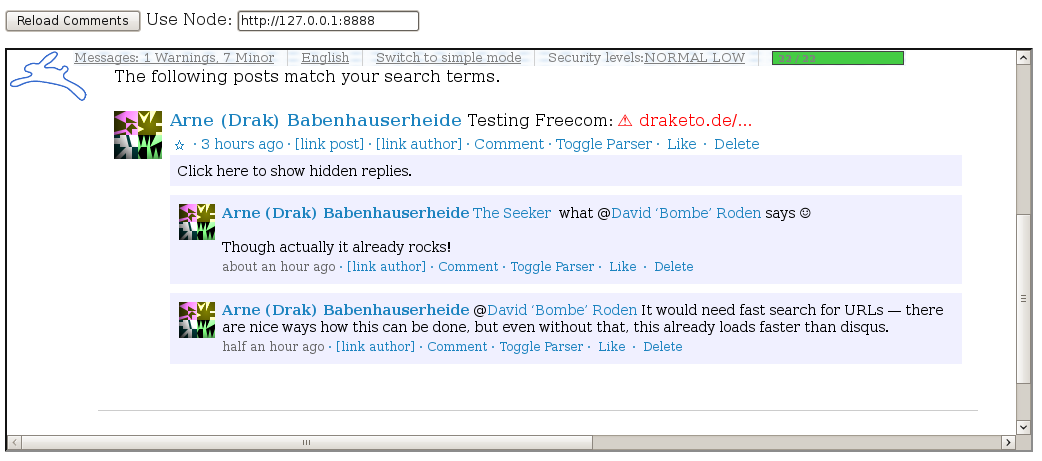 Reload Comments Use Node: http://127.0.0.1:8888
Messages: 1 Warnings, 7 Minor English Switch to simple mode Security levels:NORMAL LOW 22 / 22
The following posts match your search terms.
Arne (Drak) Babenhauserheide Testing Freecom: ⚠ draketo.de/...
☆ · 3 hours ago · [link post] · [link author] · Comment · Toggle Parser · Like · Delete
Click here to show hidden replies.
Arne (Drak) Babenhauserheide The Seeker what @David ‘Bombe’ Roden says ☺
Though actually it already rocks!
about an hour ago · [link author] · Comment · Toggle Parser · Like · Delete
Arne (Drak) Babenhauserheide @David ‘Bombe’ Roden It would need fast search for URLs — there
are nice ways how this can be done, but even without that, this already loads faster than disqus.
half an hour ago · [link author] · Comment · Toggle Parser · Like · Delete